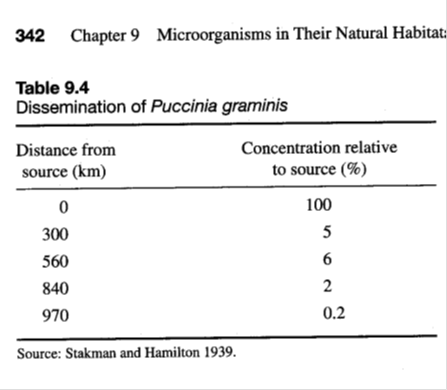 342 Chapter 9 Microorganisms in Their Natural Habitat
Table 9.4
Dissemination of Puccinia graminis
Distance from source (km) Concentration relative to source (%)
0 100
300 5
560 6
840 2
970 0.2
Source: Stakman and Hamilton 1939.